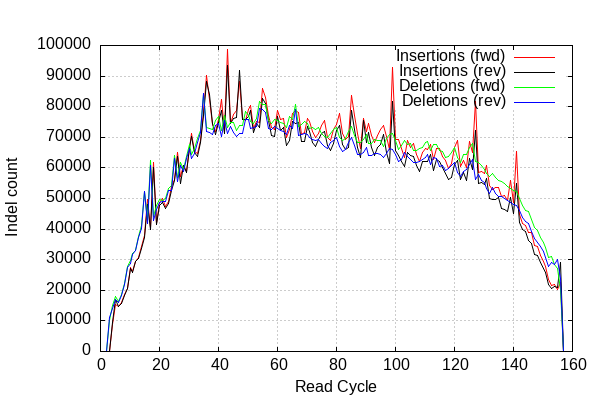 100000
90000
80000
70000
60000
50000
40000
30000
20000
10000
0
Indel count
Insertions (fwd)
Insertions (rev)
Deletions (fwd)
Deletions (rev)
0 20 40 60 80 100 120 140 160
Read Cycle